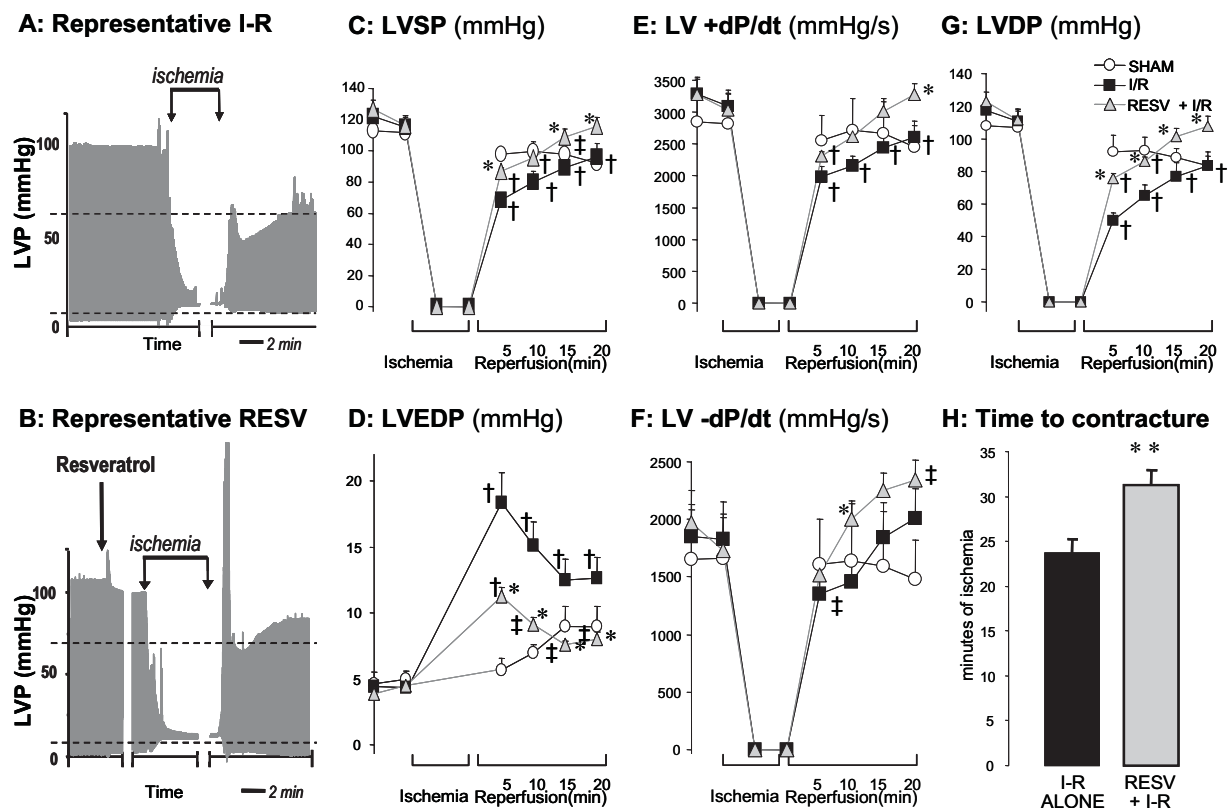 A: Representative I-R
ischemia
LVP (mmHg)
100
50
0
Time
2 min
B: Representative RESV
Resveratrol
ischemia
LVP (mmHg)
100
50
0
Time
2 min
C: LVSP (mmHg)
140
120
100
80
60
40
20
0
* * *
† † † † † ‡ †
5 10 15 20
Ischemia Reperfusion(min)
D: LVEDP (mmHg)
20
15
10
5
0
† † † †
† * ‡ * ‡ * ‡ *
5 10 15 20
Ischemia Reperfusion(min)
E: LV +dP/dt (mmHg/s)
3500
3000
2500
2000
1500
1000
500
0
*
† † † † †
5 10 15 20
Ischemia Reperfusion(min)
F: LV -dP/dt (mmHg/s)
2500
2000
1500
1000
500
0
* ‡
‡
5 10 15 20
Ischemia Reperfusion(min)
G: LVDP (mmHg)
SHAM
I/R
RESV + I/R
140
120
100
80
60
40
20
0
* * * *
† † † † † †
5 10 15 20
Ischemia Reperfusion(min)
H: Time to contracture
minutes of ischemia
35
30
25
20
15
10
5
0
* *
I-R
ALONE
RESV
+ I-R